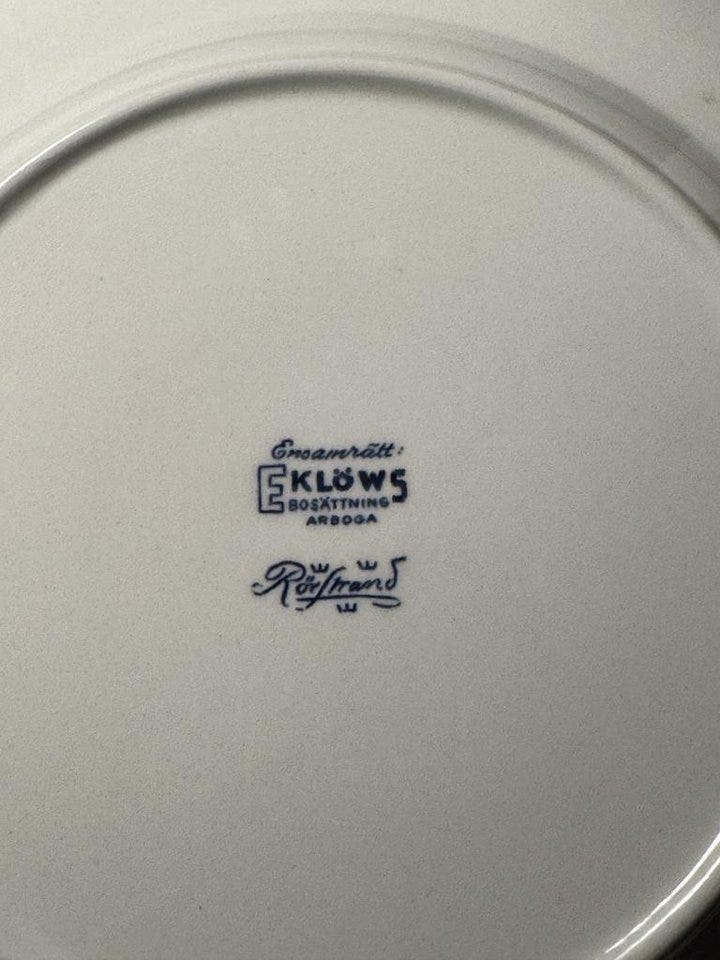 Ensamrätt:
EKLÖWS
BOSÄTTNING
ARBOGA
Rörstrand